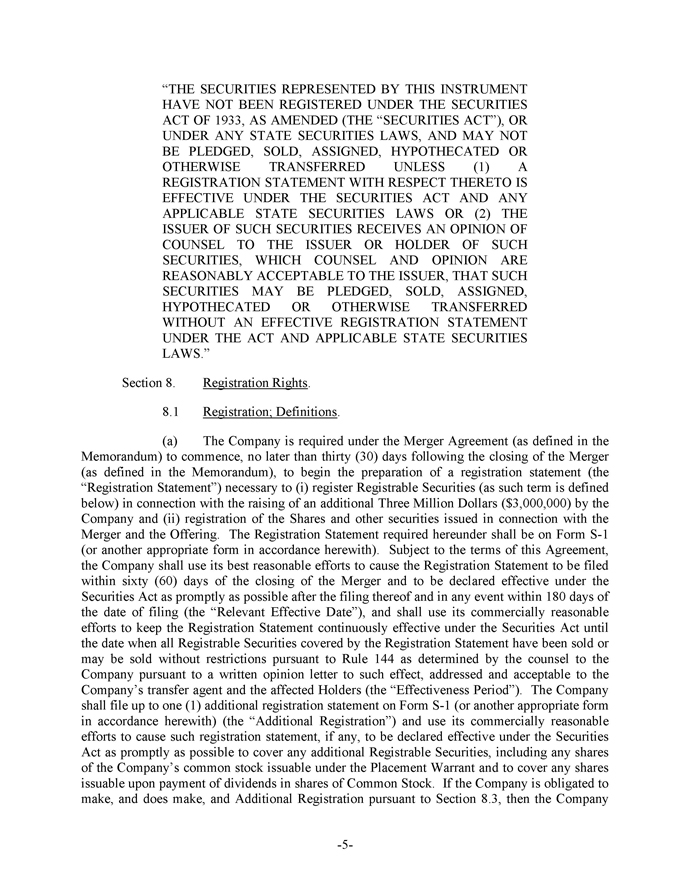 “THE SECURITIES REPRESENTED BY THIS INSTRUMENT
HAVE NOT BEEN REGISTERED UNDER THE SECURITIES
ACT OF 1933, AS AMENDED (THE “SECURITIES ACT”), OR
UNDER ANY STATE SECURITIES LAWS, AND MAY NOT
BE PLEDGED, SOLD, ASSIGNED, HYPOTHECATED OR
OTHERWISE TRANSFERRED UNLESS (1) A
REGISTRATION STATEMENT WITH RESPECT THERETO IS
EFFECTIVE UNDER THE SECURITIES ACT AND ANY
APPLICABLE STATE SECURITIES LAWS OR (2) THE
ISSUER OF SUCH SECURITIES RECEIVES AN OPINION OF
COUNSEL TO THE ISSUER OR HOLDER OF SUCH
SECURITIES, WHICH COUNSEL AND OPINION ARE
REASONABLY ACCEPTABLE TO THE ISSUER, THAT SUCH
SECURITIES MAY BE PLEDGED, SOLD, ASSIGNED,
HYPOTHECATED OR OTHERWISE TRANSFERRED
WITHOUT AN EFFECTIVE REGISTRATION STATEMENT
UNDER THE ACT AND APPLICABLE STATE SECURITIES
LAWS.”
Section 8. Registration Rights.
8.1 Registration; Definitions.
(a) The Company is required under the Merger Agreement (as defined in the
Memorandum) to commence, no later than thirty (30) days following the closing of the Merger
(as defined in the Memorandum), to begin the preparation of a registration statement (the
“Registration Statement”) necessary to (i) register Registrable Securities (as such term is defined
below) in connection with the raising of an additional Three Million Dollars ($3,000,000) by the
Company and (ii) registration of the Shares and other securities issued in connection with the
Merger and the Offering. The Registration Statement required hereunder shall be on Form S-1
(or another appropriate form in accordance herewith). Subject to the terms of this Agreement,
the Company shall use its best reasonable efforts to cause the Registration Statement to be filed
within sixty (60) days of the closing of the Merger and to be declared effective under the
Securities Act as promptly as possible after the filing thereof and in any event within 180 days of
the date of filing (the “Relevant Effective Date”), and shall use its commercially reasonable
efforts to keep the Registration Statement continuously effective under the Securities Act until
the date when all Registrable Securities covered by the Registration Statement have been sold or
may be sold without restrictions pursuant to Rule 144 as determined by the counsel to the
Company pursuant to a written opinion letter to such effect, addressed and acceptable to the
Company’s transfer agent and the affected Holders (the “Effectiveness Period”). The Company
shall file up to one (1) additional registration statement on Form S-1 (or another appropriate form
in accordance herewith) (the “Additional Registration”) and use its commercially reasonable
efforts to cause such registration statement, if any, to be declared effective under the Securities
Act as promptly as possible to cover any additional Registrable Securities, including any shares
of the Company’s common stock issuable under the Placement Warrant and to cover any shares
issuable upon payment of dividends in shares of Common Stock. If the Company is obligated to
make, and does make, and Additional Registration pursuant to Section 8.3, then the Company
-5-